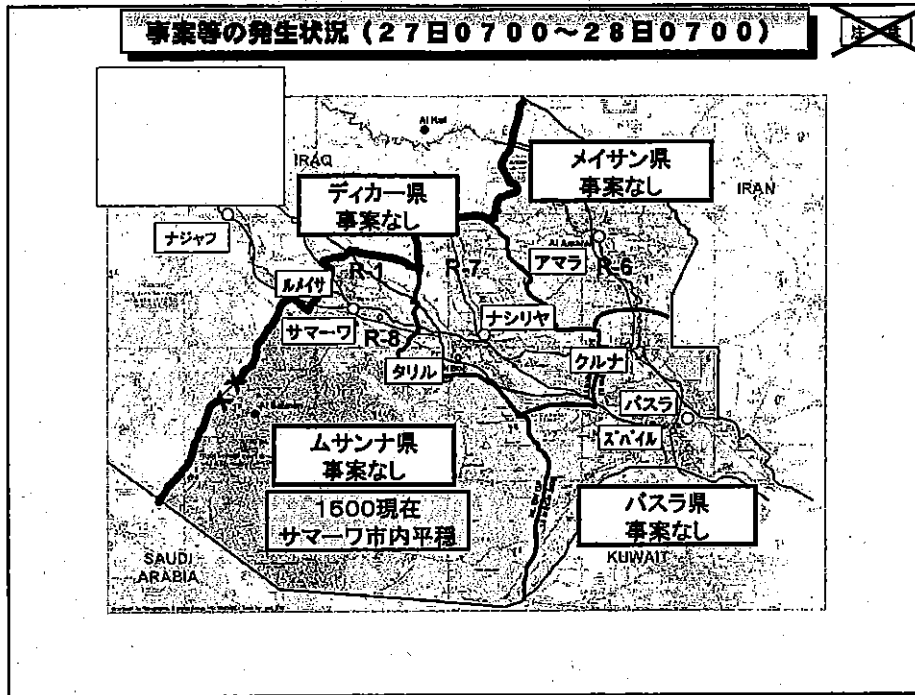 事案等の発生状況(27日0700~28日0700)
Al Hai
IRAQ
メイサン県
事案なし
IRAN
ディカー県
事案なし
ナジャフ
アマラ
R-1
R-7
R-6
ルメイサ
サマーワ
R-8
ナシリヤ
クルナ
タリル
バスラ
ズバイル
ムサンナ県
事案なし
1500現在
サマーワ市内平穏
バスラ県
事案なし
SAUDI
ARABIA
KUWAIT